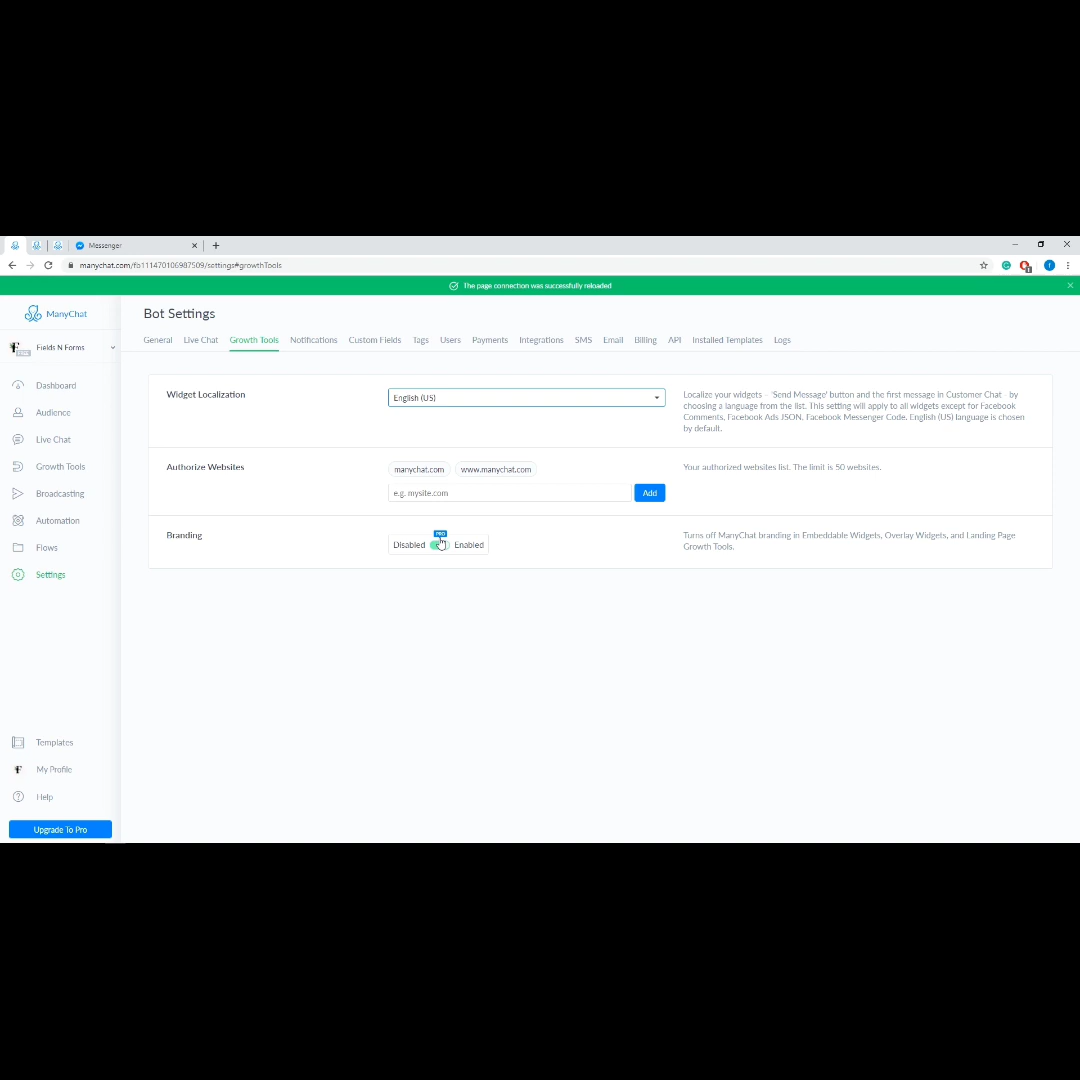 Messenger
manychat.com/fb111470106987509/settings#growthTools
The page connection was successfully reloaded
ManyChat
Bot Settings
Fields N Forms
FREE
General Live Chat Growth Tools Notifications Custom Fields Tags Users Payments Integrations SMS Email Billing API Installed Templates Logs
Dashboard
Audience
Live Chat
Growth Tools
Broadcasting
Automation
Flows
Settings
Templates
My Profile
Help
Upgrade To Pro
Widget Localization
English (US)
Localize your widgets – 'Send Message' button and the first message in Customer Chat – by
choosing a language from the list. This setting will apply to all widgets except for Facebook
Comments, Facebook Ads JSON, Facebook Messenger Code. English (US) language is chosen
by default.
Authorize Websites
manychat.com www.manychat.com
e.g. mysite.com
Add
Your authorized websites list. The limit is 50 websites.
Branding
PRO
Disabled Enabled
Turns off ManyChat branding in Embeddable Widgets, Overlay Widgets, and Landing Page
Growth Tools.